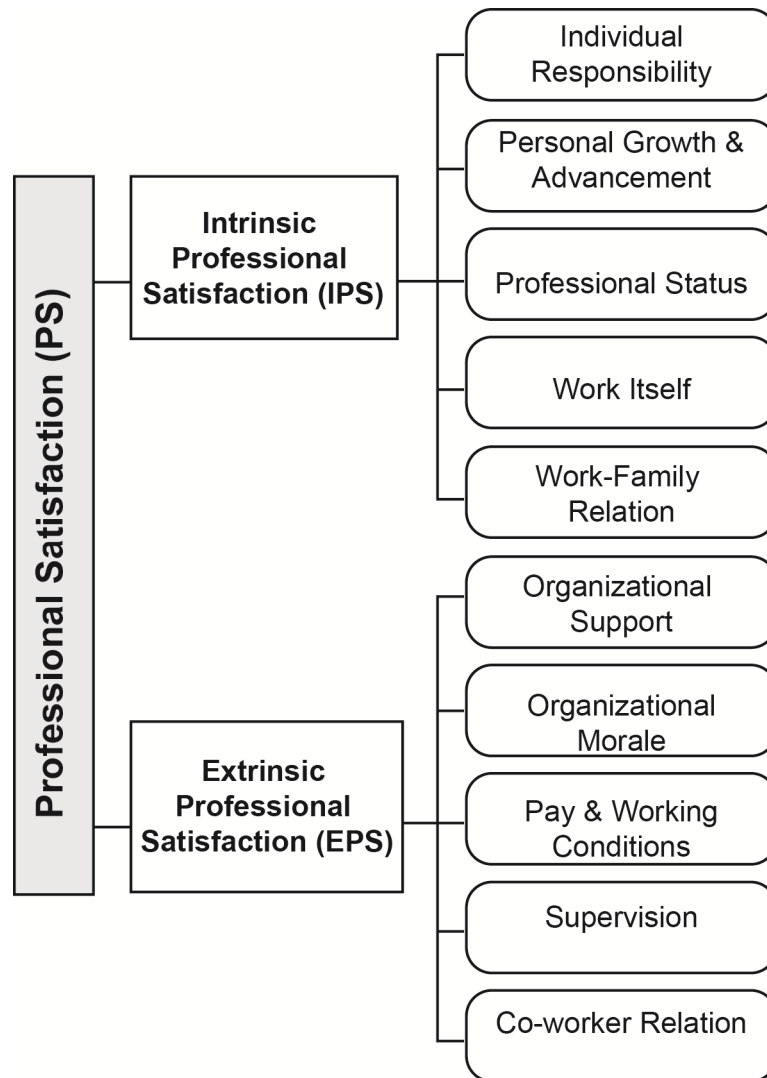 Professional Satisfaction (PS)
Intrinsic
Professional
Satisfaction (IPS)
Individual
Responsibility
Personal Growth &
Advancement
Professional Status
Work Itself
Work-Family
Relation
Extrinsic
Professional
Satisfaction (EPS)
Organizational
Support
Organizational
Morale
Pay & Working
Conditions
Supervision
Co-worker Relation